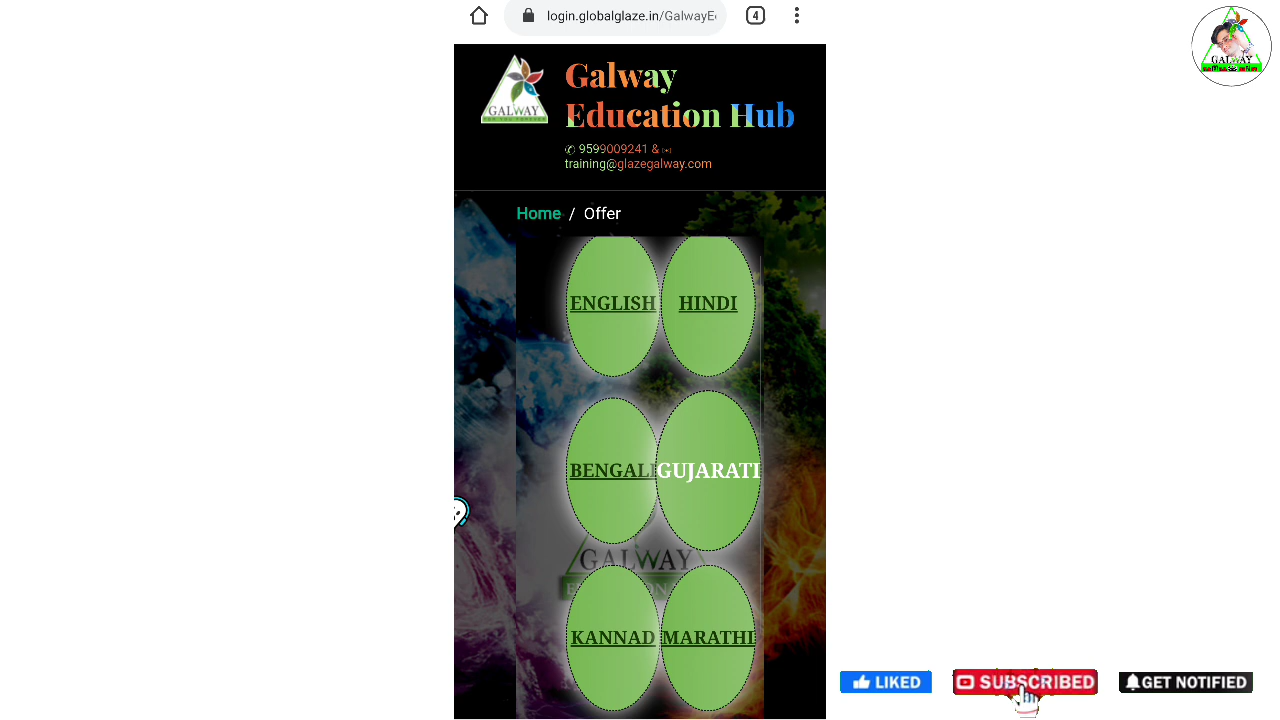 login.globalglaze.in/GalwayE
4
GALWAY
Galway
Education Hub
GALWAY
✆ 9599009241 & ✉
training@glazegalway.com
Home / Offer
ENGLISH HINDI
BENGALI GUJARATI
GALWAY
KANNAD MARATHI
LIKED SUBSCRIBED GET NOTIFIED